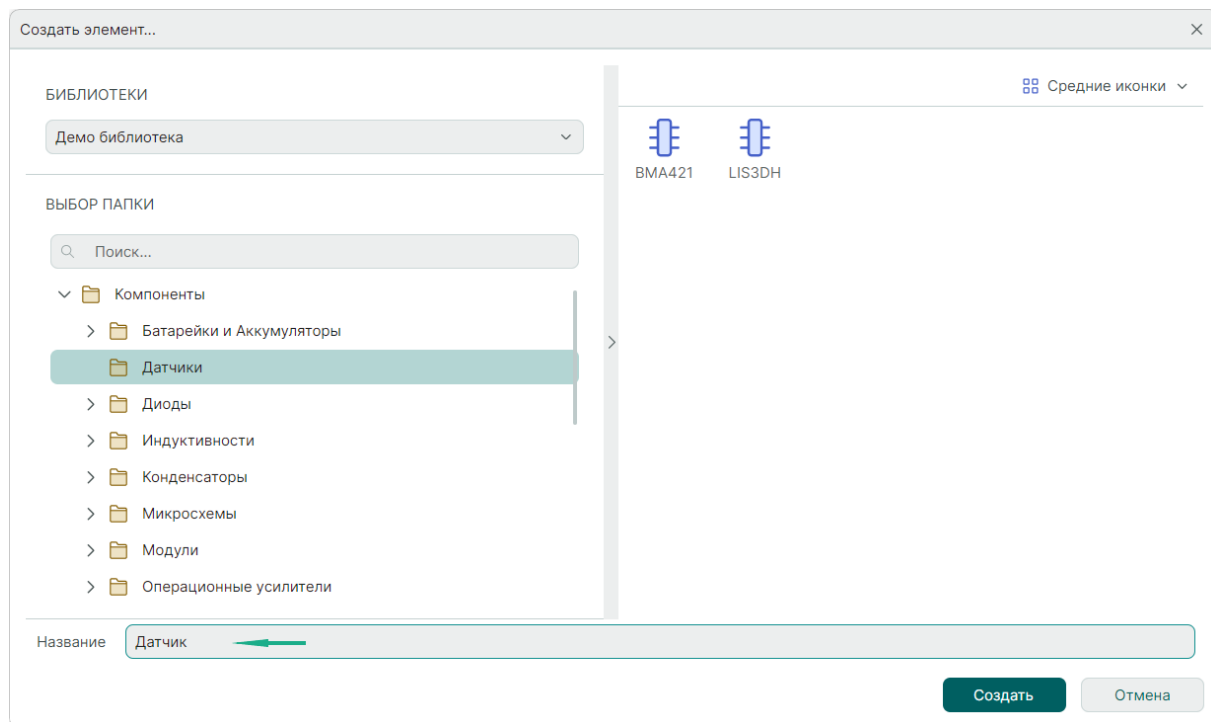 Создать элемент...
БИБЛИОТЕКИ
Демо библиотека
ВЫБОР ПАПКИ
Поиск...
Компоненты
Батарейки и Аккумуляторы
Датчики
Диоды
Индуктивности
Конденсаторы
Микросхемы
Модули
Операционные усилители
Средние иконки
BMA421 LIS3DH
Название Датчик
Создать Отмена